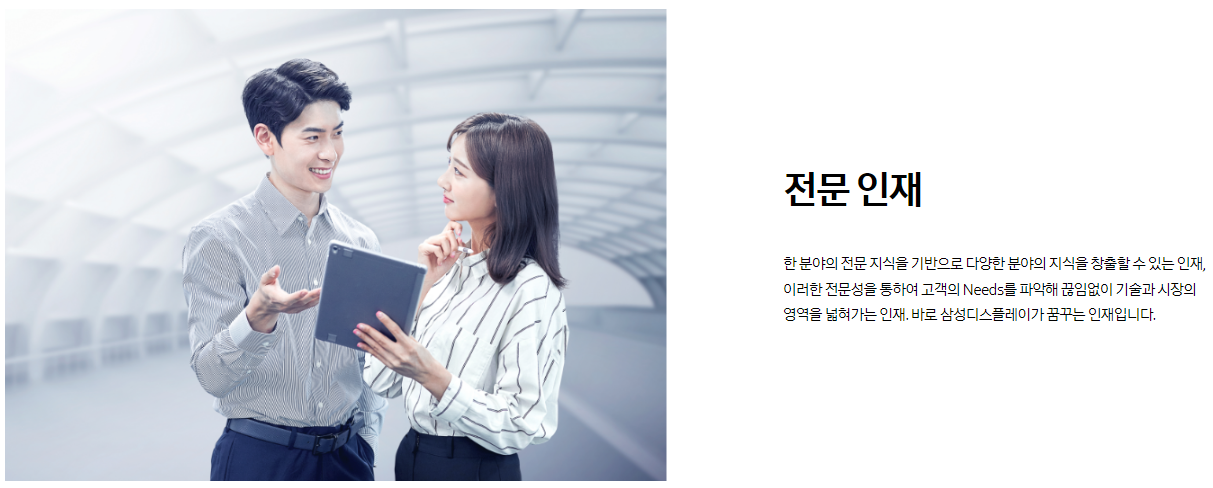 전문 인재
한 분야의 전문 지식을 기반으로 다양한 분야의 지식을 창출할 수 있는 인재,
이러한 전문성을 통하여 고객의 Needs를 파악해 끊임없이 기술과 시장의
영역을 넓혀가는 인재. 바로 삼성디스플레이가 꿈꾸는 인재입니다.